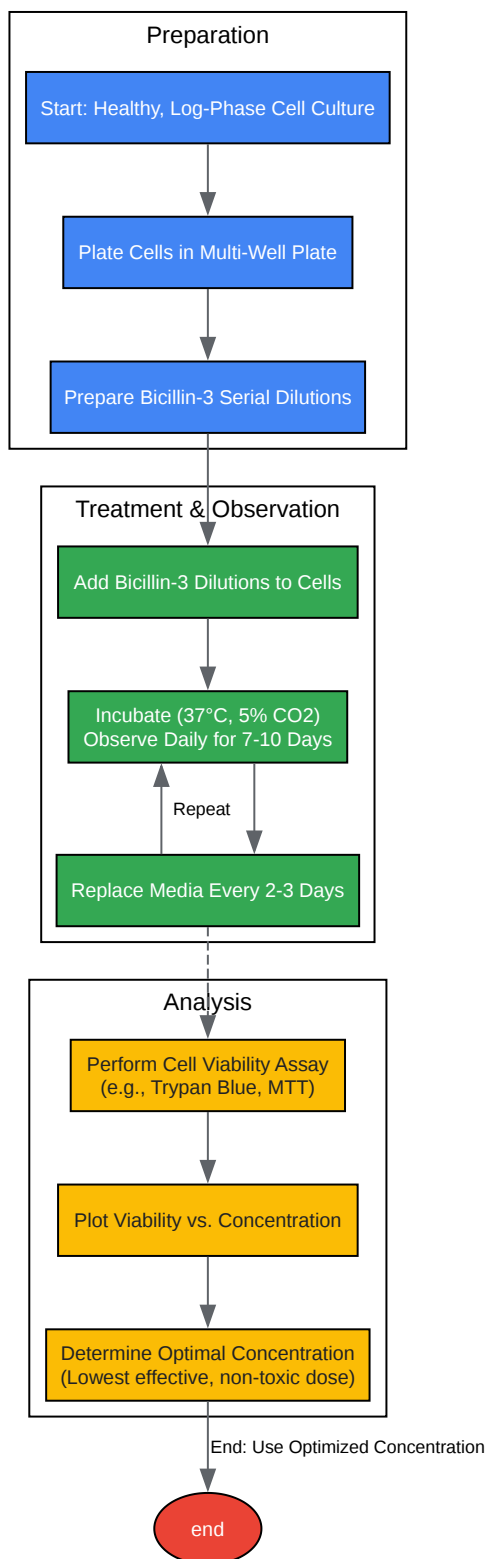 Preparation
Start: Healthy, Log-Phase Cell Culture
Plate Cells in Multi-Well Plate
Prepare Bicillin-3 Serial Dilutions
Treatment & Observation
Add Bicillin-3 Dilutions to Cells
Incubate (37°C, 5% CO2)
Observe Daily for 7-10 Days
Repeat
Replace Media Every 2-3 Days
Analysis
Perform Cell Viability Assay
(e.g., Trypan Blue, MTT)
Plot Viability vs. Concentration
Determine Optimal Concentration
(Lowest effective, non-toxic dose)
End: Use Optimized Concentration
end